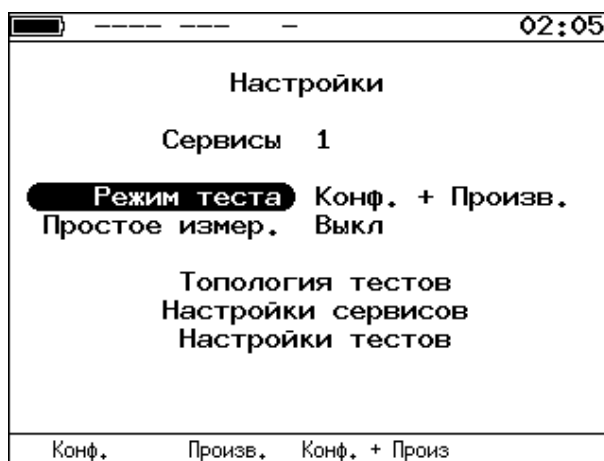 02:05
Настройки
Сервисы 1
Режим теста Конф. + Произв.
Простое измер. Выкл
Топология тестов
Настройки сервисов
Настройки тестов
Конф. Произв. Конф. + Произ